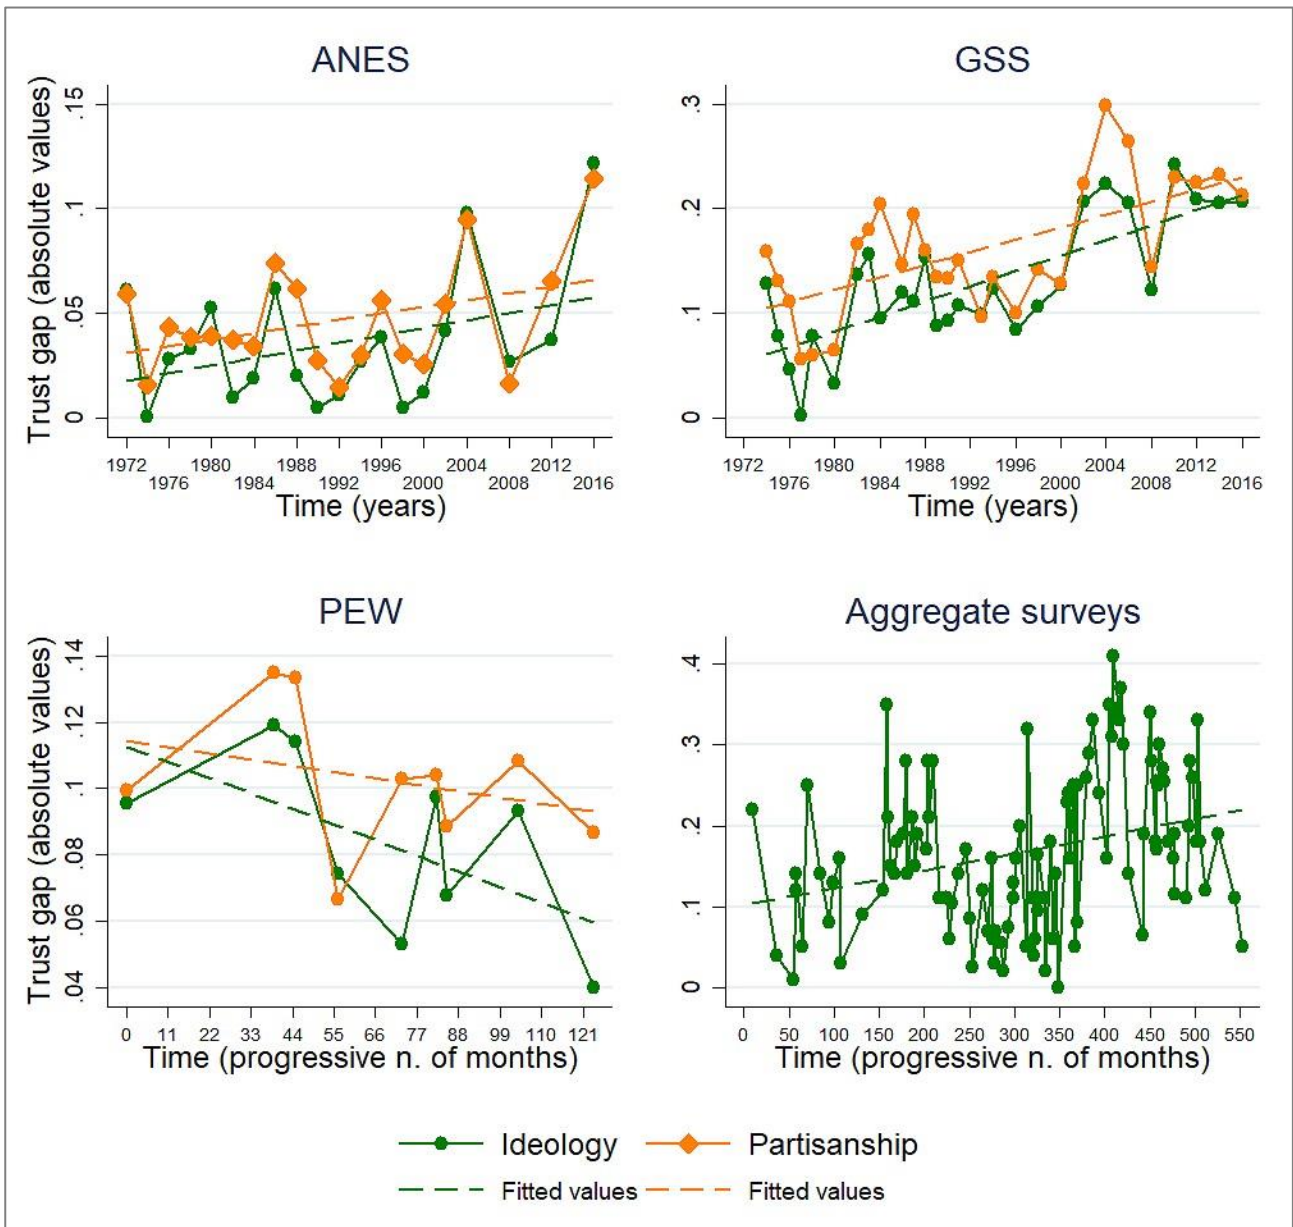 ANES
GSS
Trust gap (absolute values)
.15
.1
.05
0
.3
.2
.1
0
1972 1980 1988 1996 2004 2012
1976 1984 1992 2000 2008 2016
Time (years)
1972 1980 1988 1996 2004 2012
1976 1984 1992 2000 2008 2016
Time (years)
PEW
Aggregate surveys
Trust gap (absolute values)
.14
.12
.1
.08
.06
.04
.4
.3
.2
.1
0
0 11 22 33 44 55 66 77 88 99 110 121
Time (progressive n. of months)
0 50 100 150 200 250 300 350 400 450 500 550
Time (progressive n. of months)
Ideology Partisanship
Fitted values Fitted values